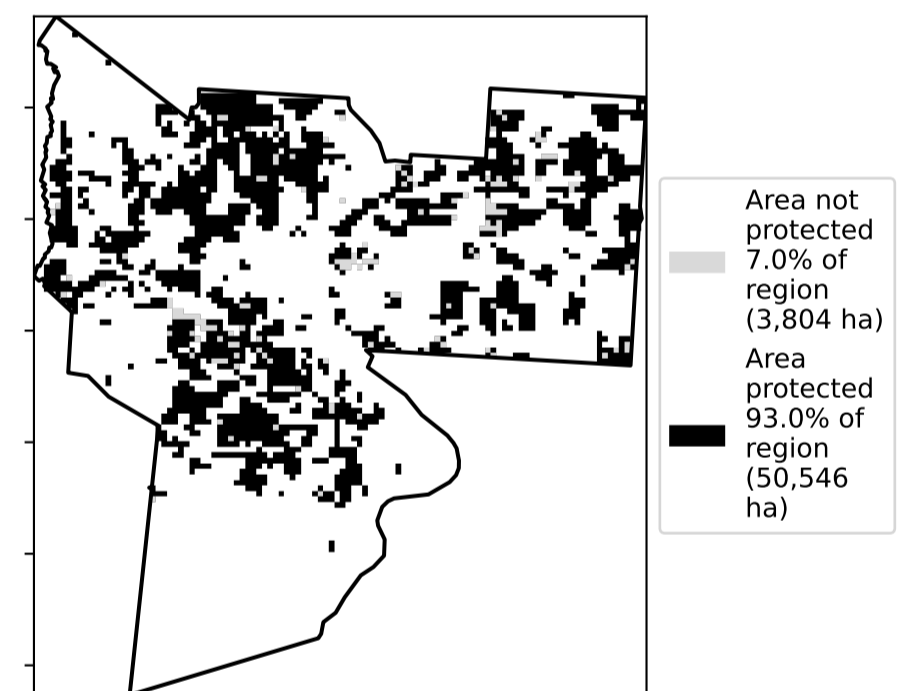 Area not
protected
7.0% of
region
(3,804 ha)
Area
protected
93.0% of
region
(50,546
ha)